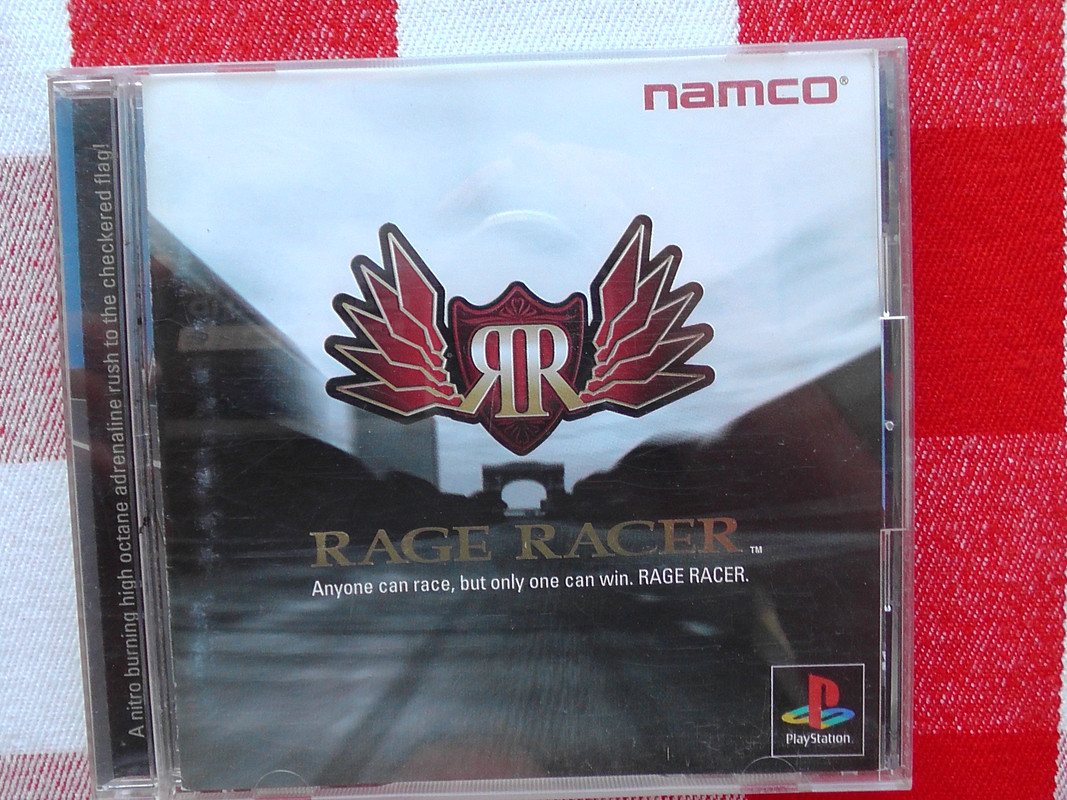 namco®
A nitro burning high octane adrenaline rush to the checkered flag!
RR
RAGE RACER™
Anyone can race, but only one can win. RAGE RACER.
PlayStation